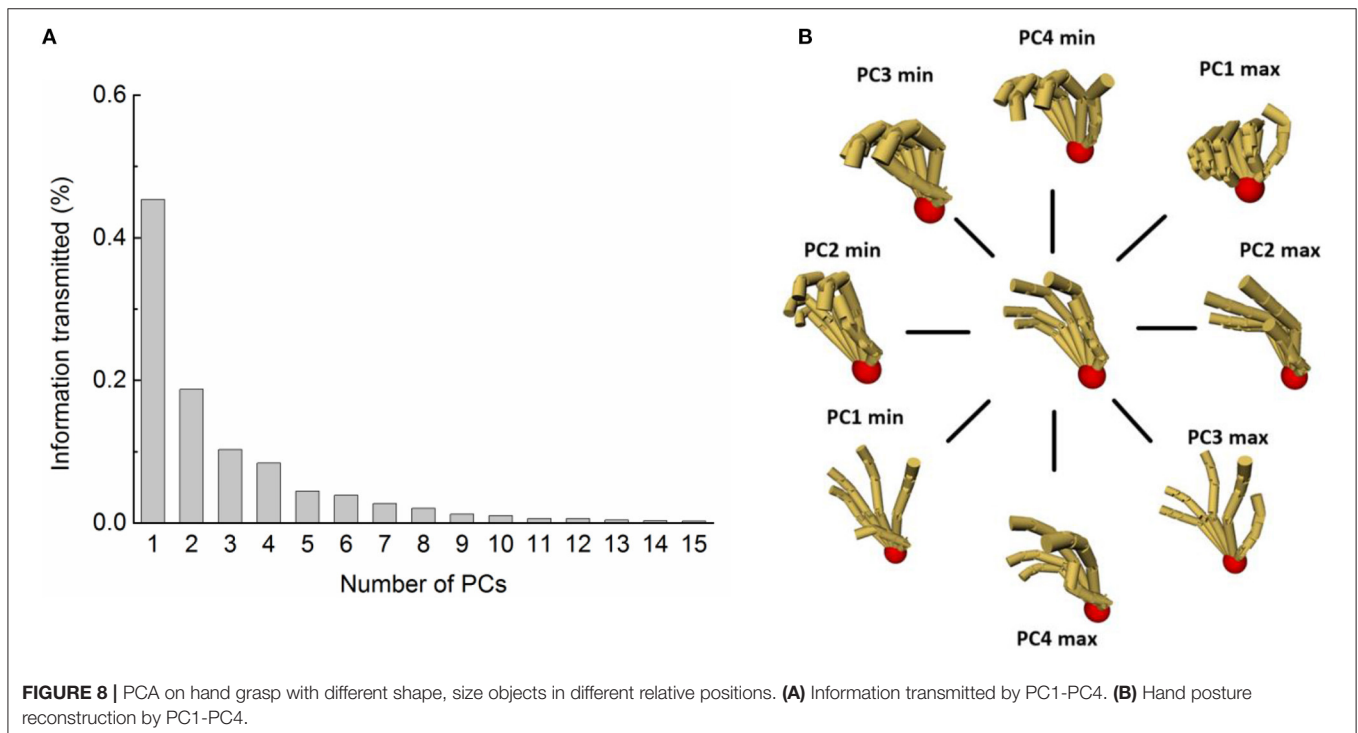 A
Information transmitted (%)
0.6
0.4
0.2
0.0
1 2 3 4 5 6 7 8 9 10 11 12 13 14 15
Number of PCs
B
PC4 min
PC3 min
PC1 max
PC2 min
PC2 max
PC1 min
PC3 max
PC4 max
FIGURE 8 | PCA on hand grasp with different shape, size objects in different relative positions. (A) Information transmitted by PC1-PC4. (B) Hand posture
reconstruction by PC1-PC4.